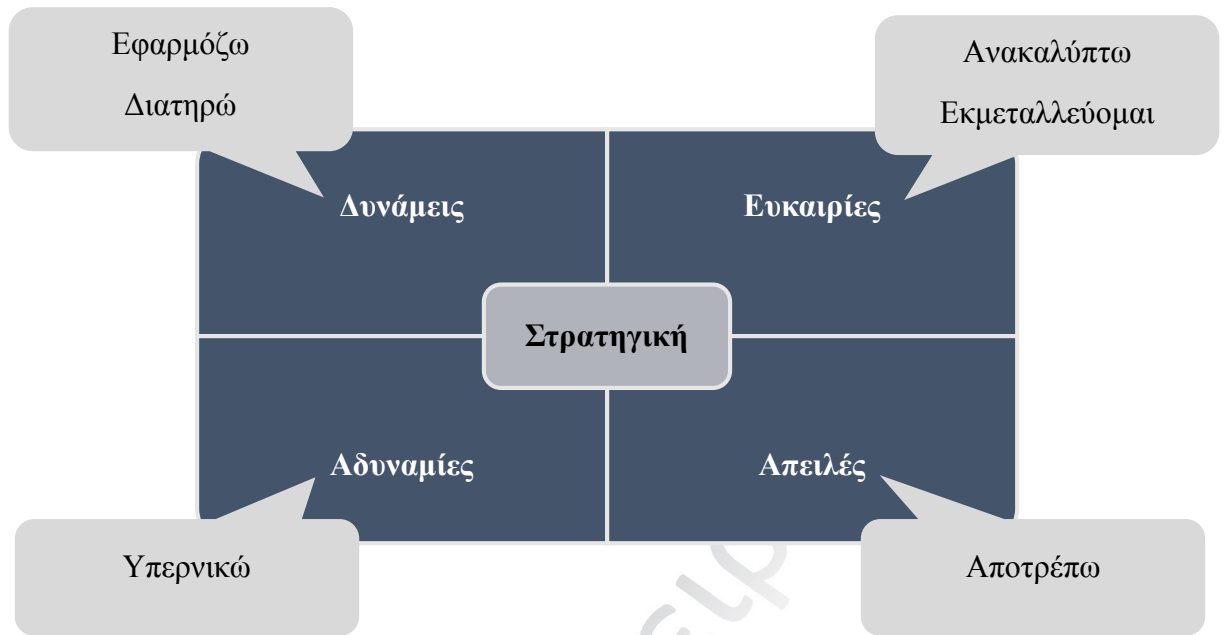 Εφαρμόζω
Διατηρώ
Ανακαλύπτω
Εκμεταλλεύομαι
Δυνάμεις
Ευκαιρίες
Στρατηγική
Αδυναμίες
Απειλές
Υπερνικώ
Αποτρέπω